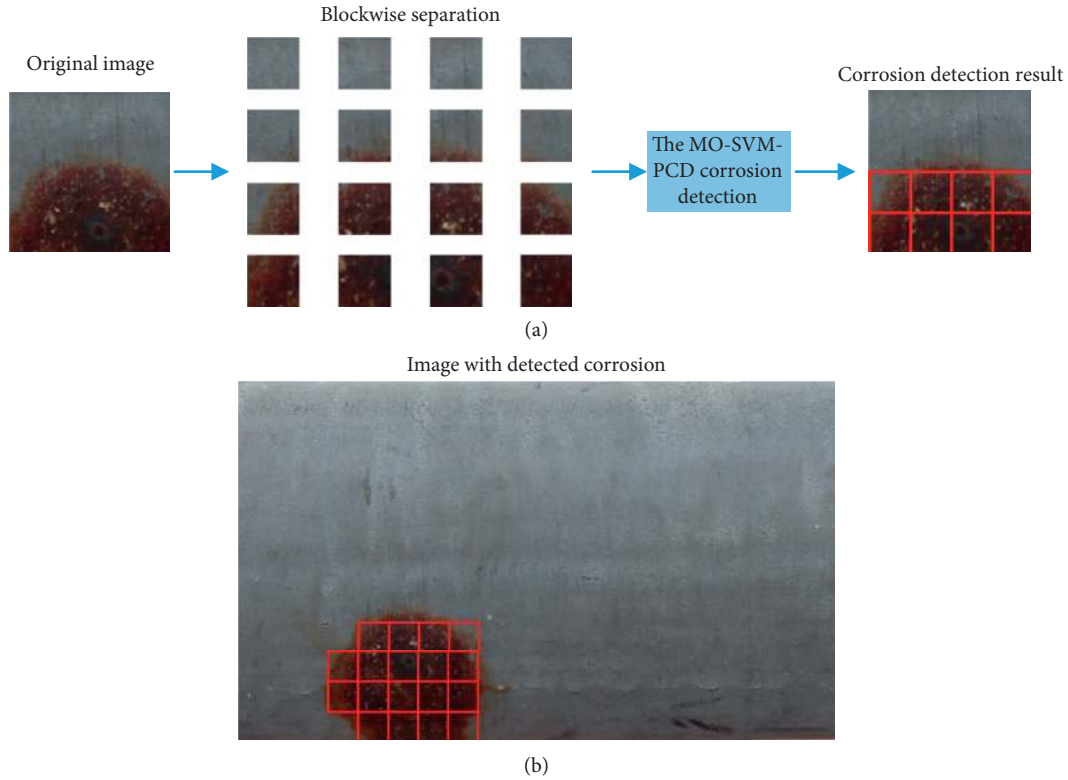 Blockwise separation
Original image
Corrosion detection result
The MO-SVM-
PCD corrosion
detection
(a)
Image with detected corrosion
(b)